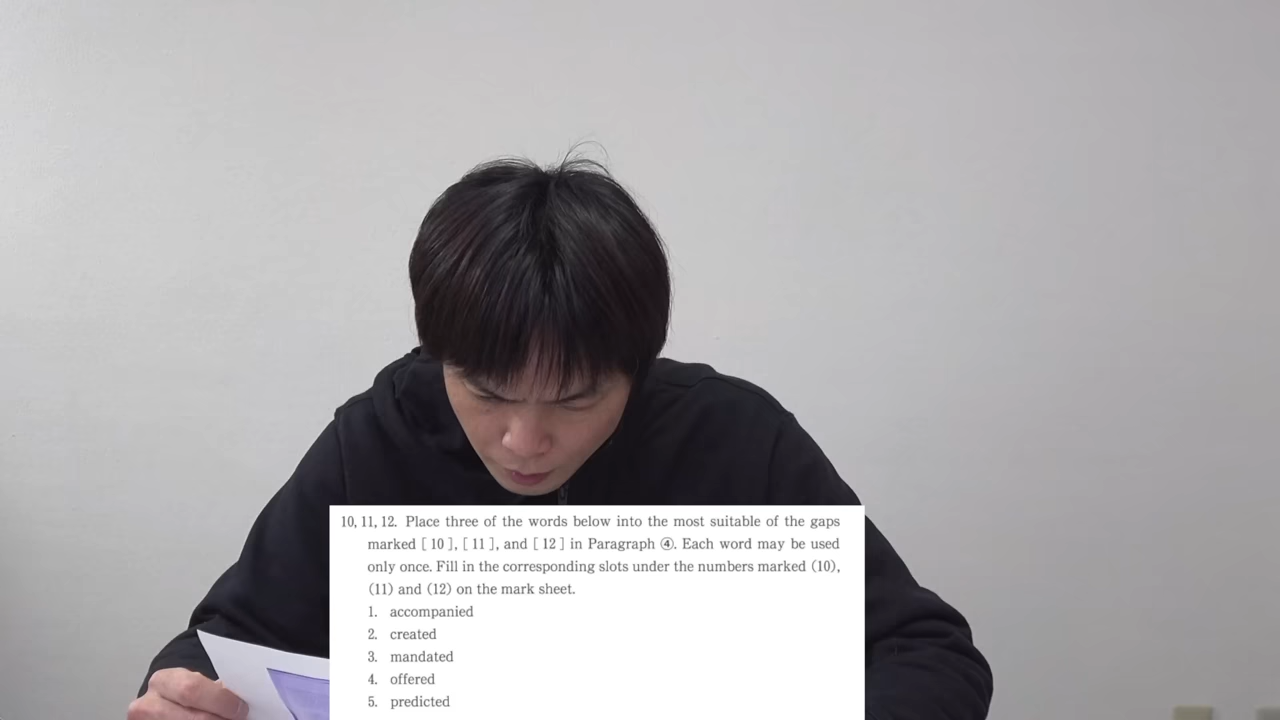 10, 11, 12. Place three of the words below into the most suitable of the gaps
marked [ 10 ], [ 11 ], and [ 12 ] in Paragraph ④. Each word may be used
only once. Fill in the corresponding slots under the numbers marked (10),
(11) and (12) on the mark sheet.
1. accompanied
2. created
3. mandated
4. offered
5. predicted